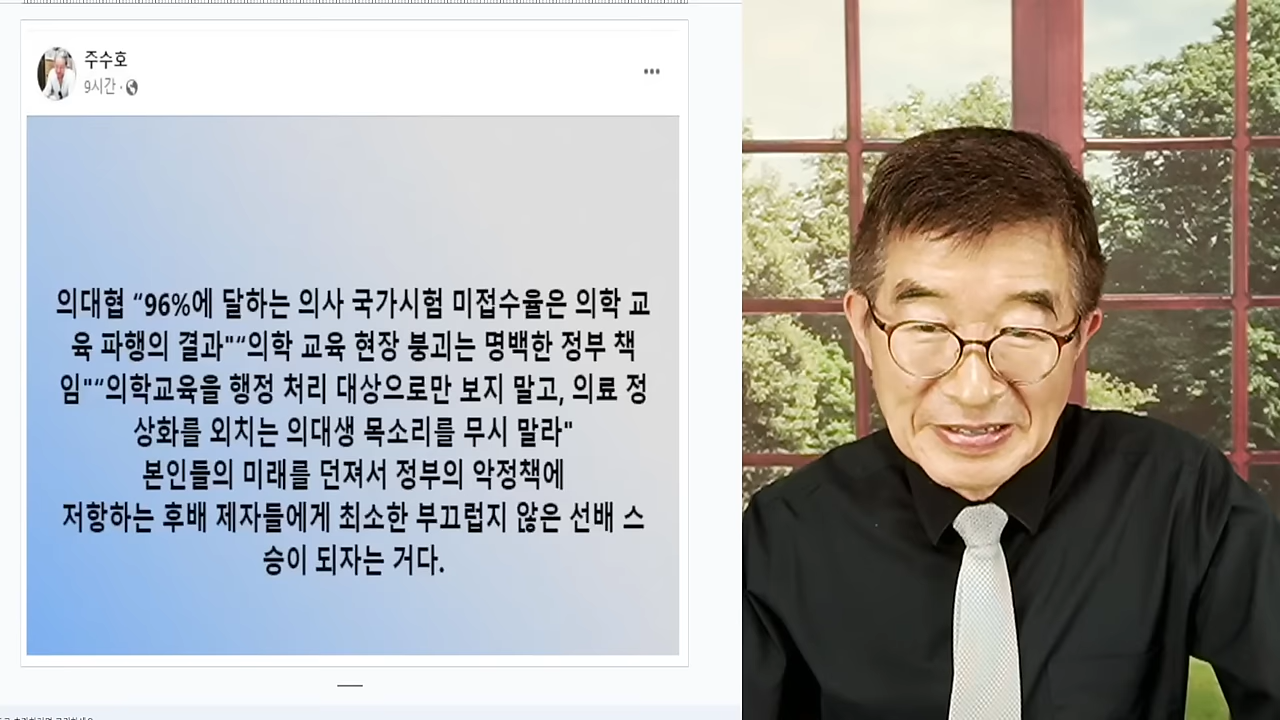 주수호
9시간 ·
의대협 “96%에 달하는 의사 국가시험 미접수율은 의학 교
육 파행의 결과"“의학 교육 현장 붕괴는 명백한 정부 책
임"“의학교육을 행정 처리 대상으로만 보지 말고, 의료 정
상화를 외치는 의대생 목소리를 무시 말라"
본인들의 미래를 던져서 정부의 악정책에
저항하는 후배 제자들에게 최소한 부끄럽지 않은 선배 스
승이 되자는 거다.